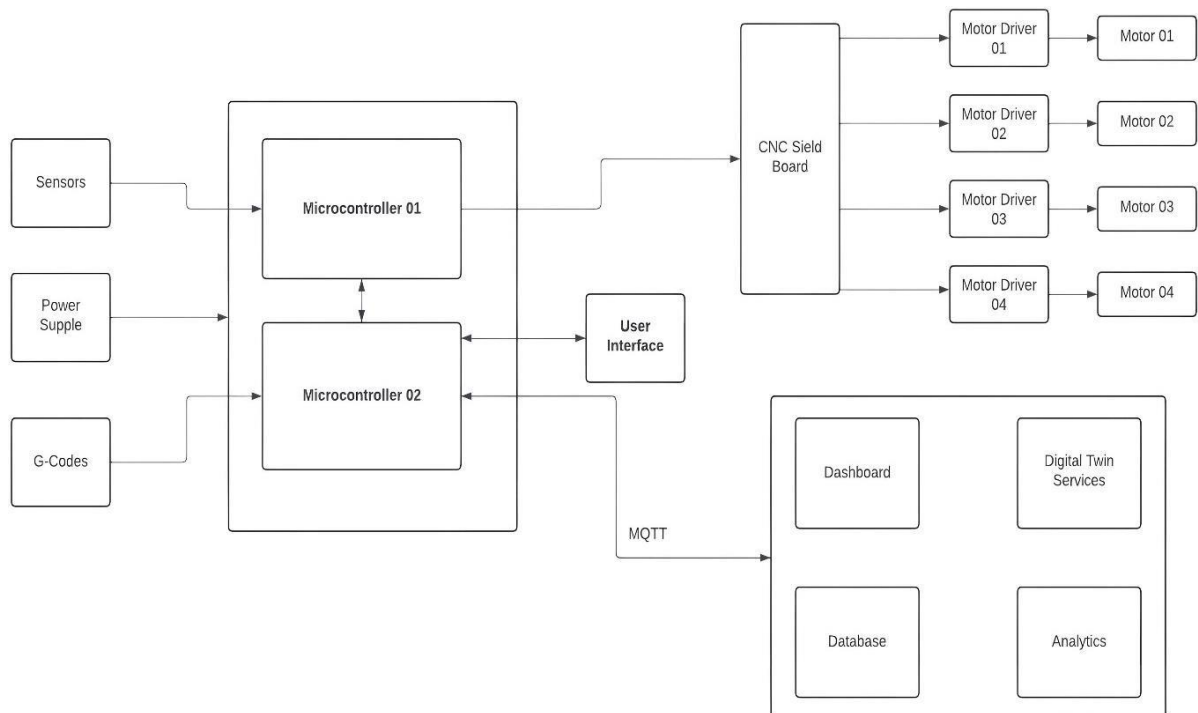 Motor Driver
01
Motor 01
Motor Driver
02
Motor 02
CNC Sield
Board
Sensors
Microcontroller 01
Motor Driver
03
Motor 03
Motor Driver
04
Motor 04
Power
Supple
User
Interface
Microcontroller 02
G-Codes
Dashboard
Digital Twin
Services
MQTT
Database
Analytics